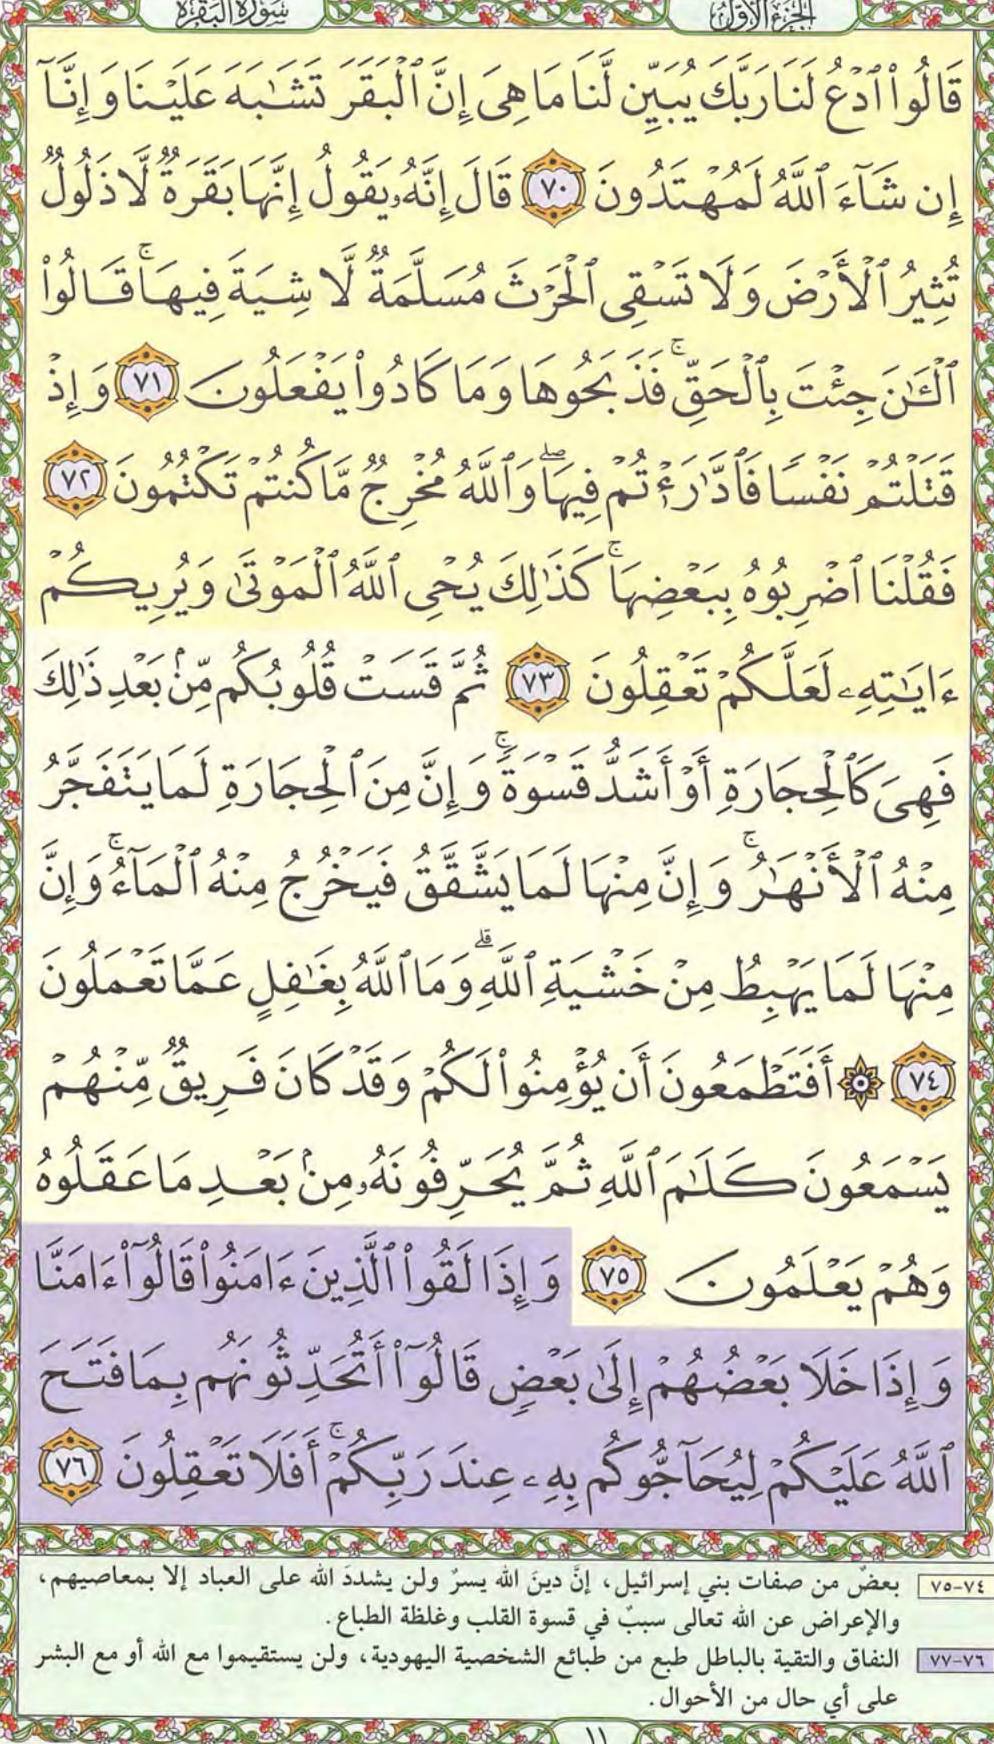 الجزء الأول
سورة البقرة
قَالُواْ ٱدْعُ لَنَا رَبَّكَ يُبَيِّن لَّنَا مَا هِىَ إِنَّ ٱلْبَقَرَ تَشَٰبَهَ عَلَيْنَا وَإِنَّآ
إِن شَآءَ ٱللَّهُ لَمُهْتَدُونَ ٧٠ قَالَ إِنَّهُۥ يَقُولُ إِنَّهَا بَقَرَةٌ لَّا ذَلُولٌ
تُثِيرُ ٱلْأَرْضَ وَلَا تَسْقِى ٱلْحَرْثَ مُسَلَّمَةٌ لَّا شِيَةَ فِيهَاۚ قَالُواْ
ٱلْـَٰٔنَ جِئْتَ بِٱلْحَقِّۚ فَذَبَحُوهَا وَمَا كَادُواْ يَفْعَلُونَ ٧١ وَإِذْ
قَتَلْتُمْ نَفْسًا فَٱدَّٰرَْٰٔتُمْ فِيهَاۖ وَٱللَّهُ مُخْرِجٌ مَّا كُنتُمْ تَكْتُمُونَ ٧٢
فَقُلْنَا ٱضْرِبُوهُ بِبَعْضِهَاۚ كَذَٰلِكَ يُحْىِ ٱللَّهُ ٱلْمَوْتَىٰ وَيُرِيكُمْ
ءَايَٰتِهِۦ لَعَلَّكُمْ تَعْقِلُونَ ٧٣ ثُمَّ قَسَتْ قُلُوبُكُم مِّنۢ بَعْدِ ذَٰلِكَ
فَهِىَ كَٱلْحِجَارَةِ أَوْ أَشَدُّ قَسْوَةًۚ وَإِنَّ مِنَ ٱلْحِجَارَةِ لَمَا يَتَفَجَّرُ
مِنْهُ ٱلْأَنْهَٰرُۚ وَإِنَّ مِنْهَا لَمَا يَشَّقَّقُ فَيَخْرُجُ مِنْهُ ٱلْمَآءُۚ وَإِنَّ
مِنْهَا لَمَا يَهْبِطُ مِنْ خَشْيَةِ ٱللَّهِۗ وَمَا ٱللَّهُ بِغَٰفِلٍ عَمَّا تَعْمَلُونَ
٧٤ ۞ أَفَتَطْمَعُونَ أَن يُؤْمِنُواْ لَكُمْ وَقَدْ كَانَ فَرِيقٌ مِّنْهُمْ
يَسْمَعُونَ كَلَٰمَ ٱللَّهِ ثُمَّ يُحَرِّفُونَهُۥ مِنۢ بَعْدِ مَا عَقَلُوهُ
وَهُمْ يَعْلَمُونَ ٧٥ وَإِذَا لَقُواْ ٱلَّذِينَ ءَامَنُواْ قَالُوٓاْ ءَامَنَّا
وَإِذَا خَلَا بَعْضُهُمْ إِلَىٰ بَعْضٍ قَالُوٓاْ أَتُحَدِّثُونَهُم بِمَا فَتَحَ
ٱللَّهُ عَلَيْكُمْ لِيُحَآجُّوكُم بِهِۦ عِندَ رَبِّكُمْۚ أَفَلَا تَعْقِلُونَ ٧٦
٧٤-٧٥ بعضٌ من صفات بني إسرائيل، إنَّ دينَ الله يسرٌ ولن يشددَ الله على العباد إلا بمعاصيهم،
والإعراض عن الله تعالى سببٌ في قسوة القلب وغلظة الطباع.
٧٦-٧٧ النفاق والتقية بالباطل طبع من طبائع الشخصية اليهودية، ولن يستقيموا مع الله أو مع البشر
على أي حال من الأحوال.
١١